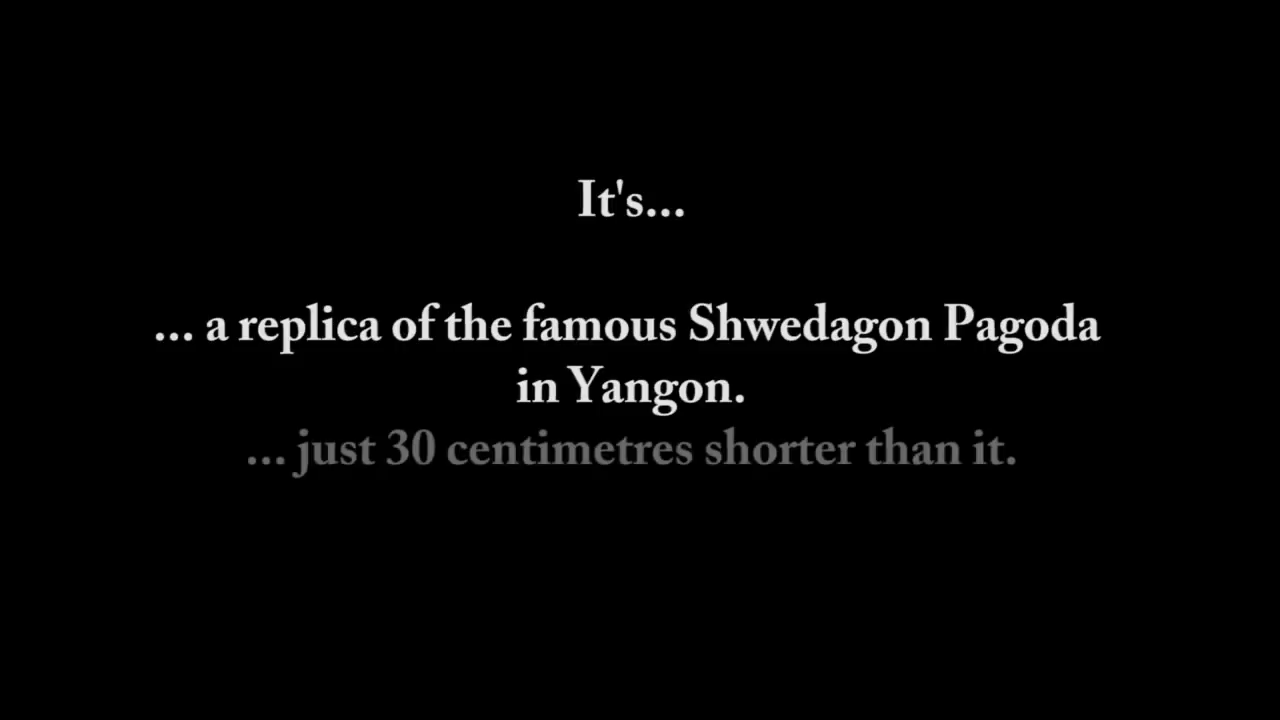 It's...
... a replica of the famous Shwedagon Pagoda
in Yangon.
... just 30 centimetres shorter than it.